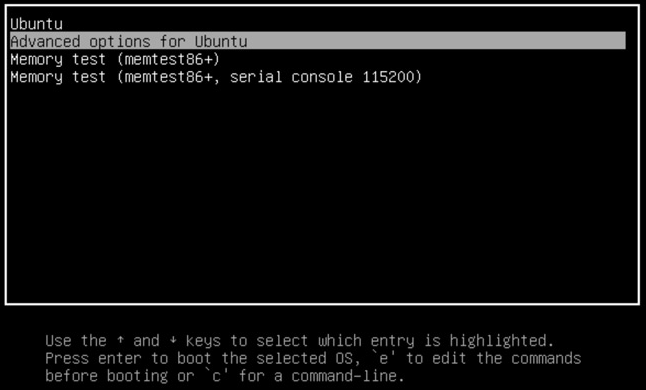 Ubuntu
Advanced options for Ubuntu
Memory test (memtest86+)
Memory test (memtest86+, serial console 115200)
Use the ↑ and ↓ keys to select which entry is highlighted.
Press enter to boot the selected OS, `e' to edit the commands
before booting or `c' for a command-line.